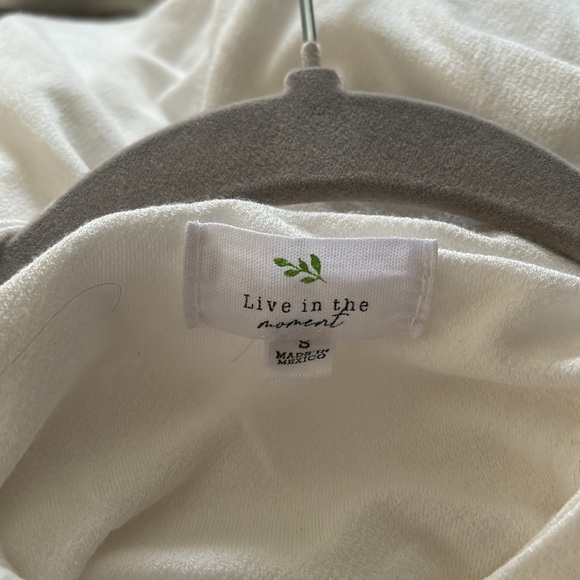 Live in the
moment
S
MADE IN
MEXICO